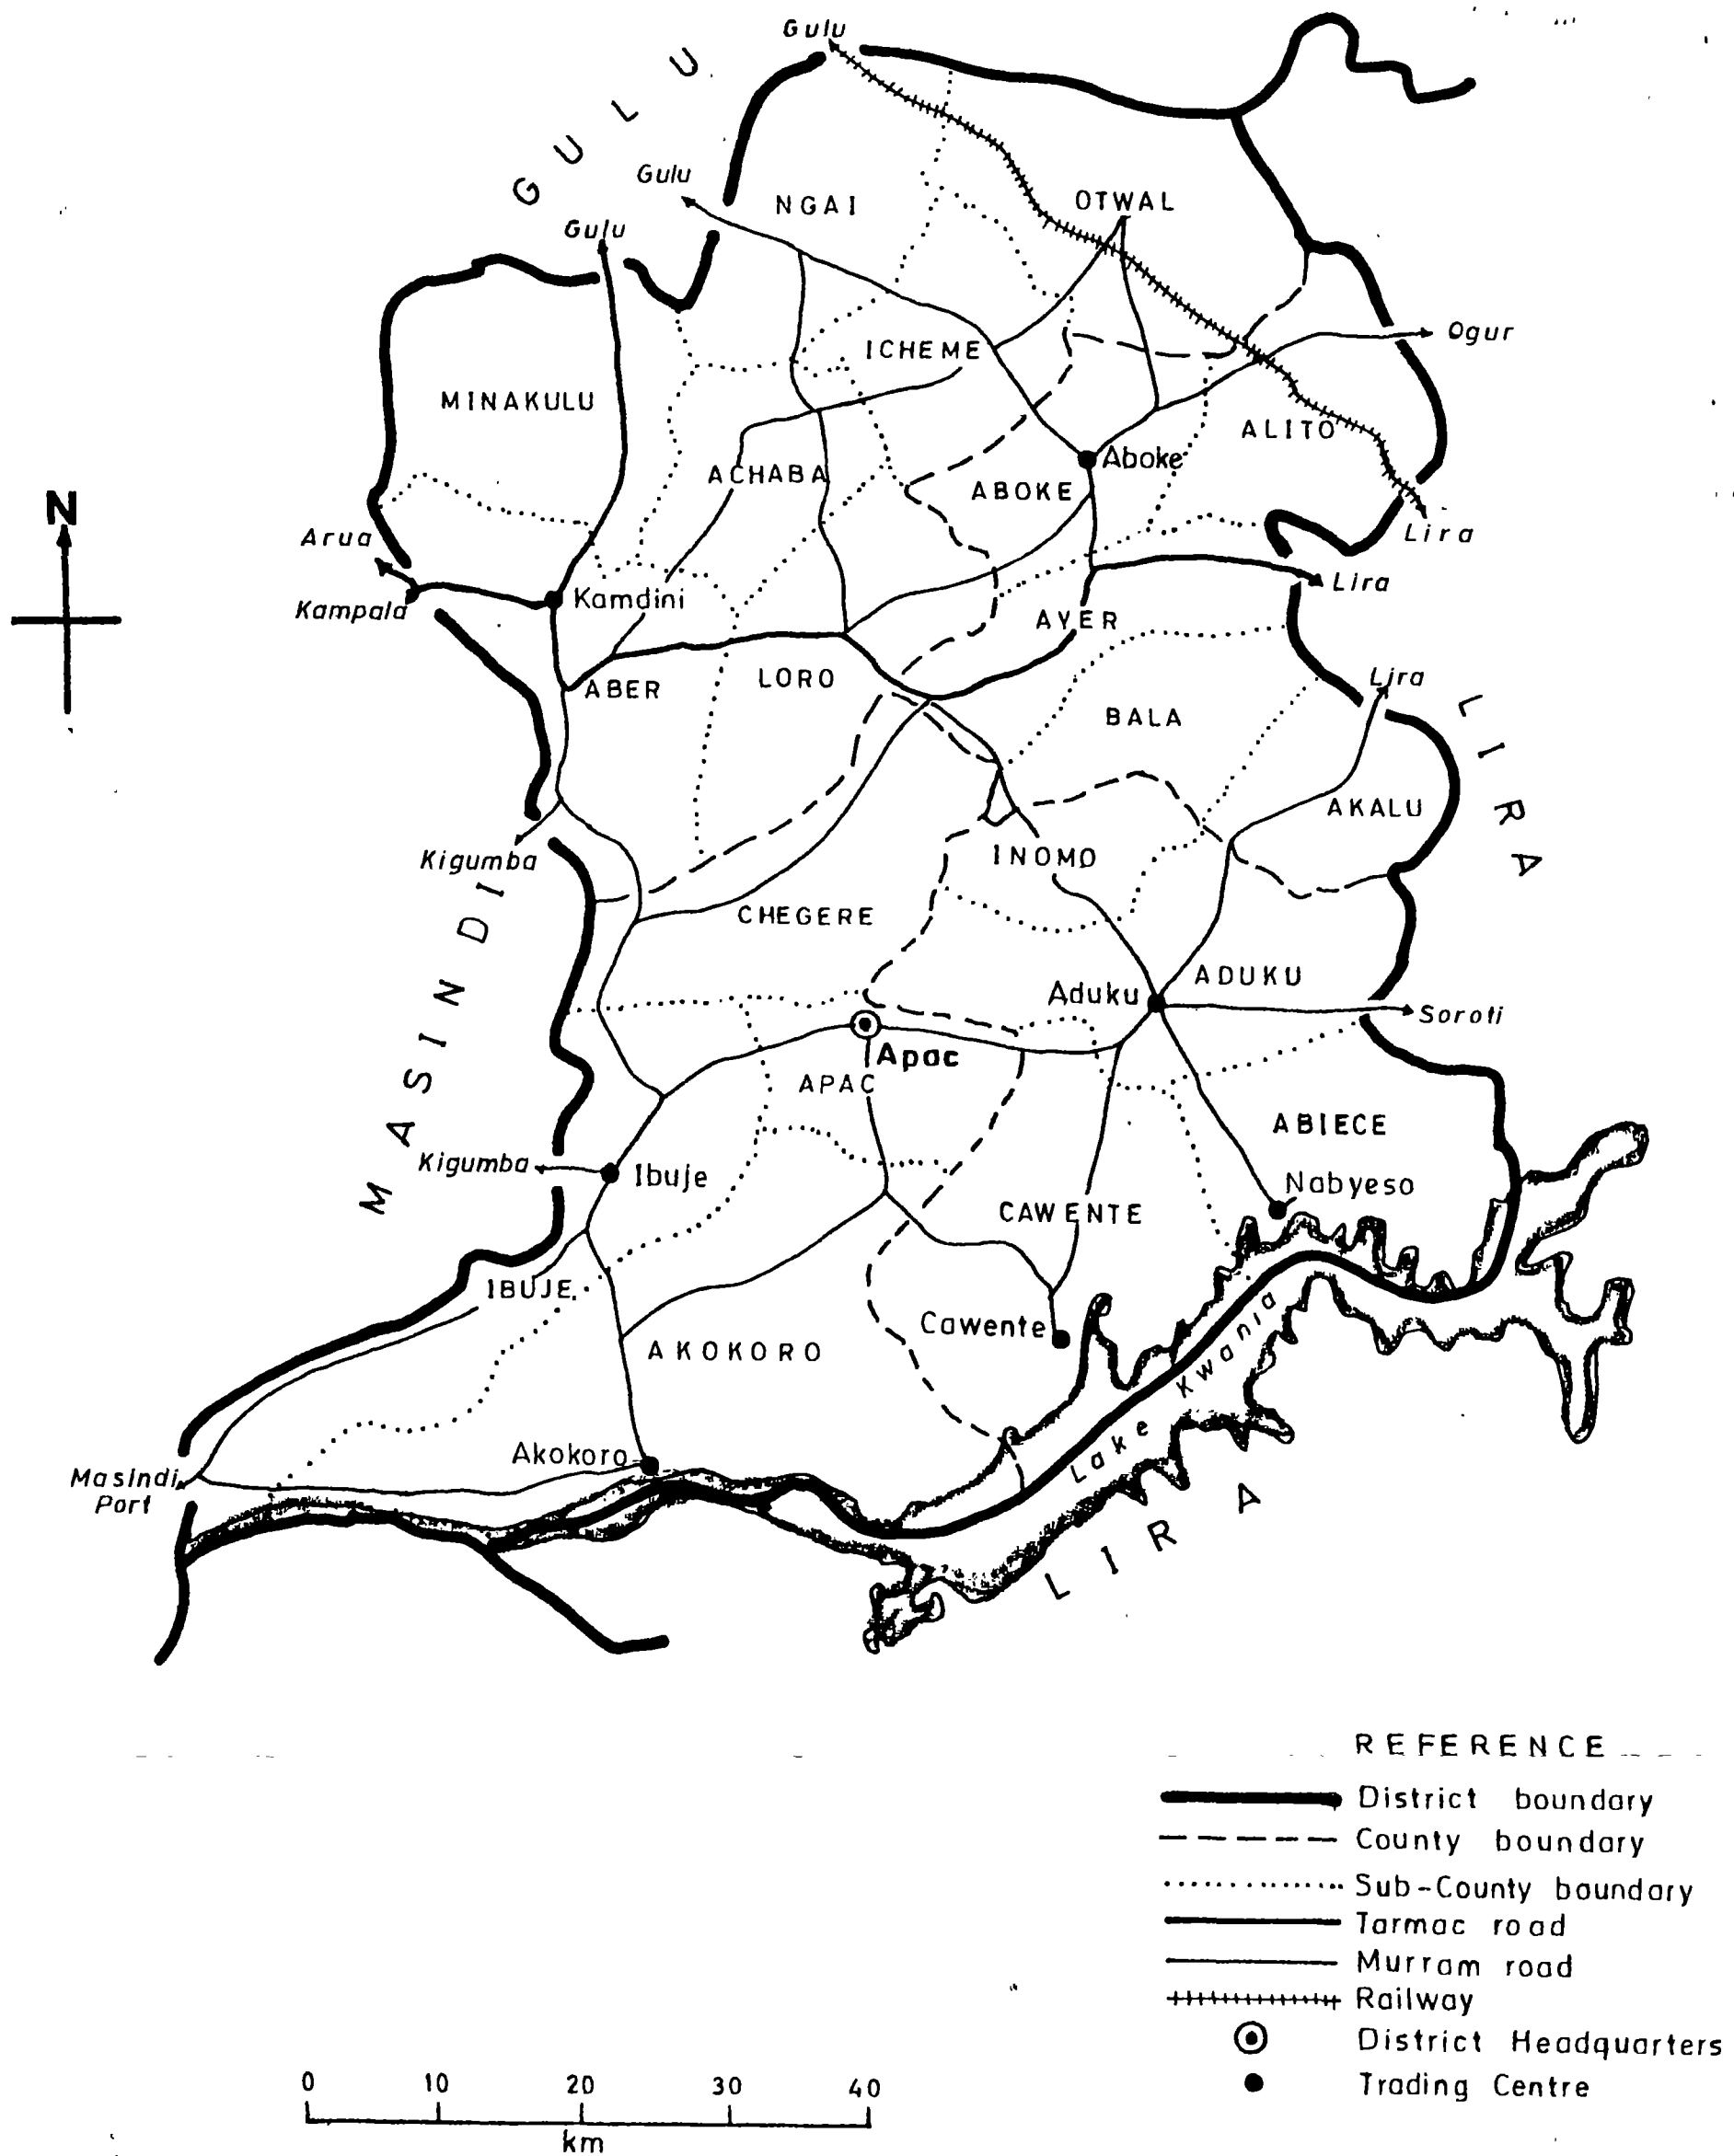 Gulu
GULU
Gulu
NGAI
OTWAL
Gulu
Ogur
ICHEME
MINAKULU
ALITO
ACHABA
Aboke
ABOKE
N
Arua
Lira
Kampala
Kamdini
Lira
AYER
LORO
ABER
Lira
LIRA
BALA
AKALU
Kigumba
INOMO
MASINDI
CHEGERE
ADUKU
Aduku
Soroti
Apac
APAC
ABIECE
Kigumba
Ibuje
Nabyeso
CAWENTE
IBUJE
Cawente
AKOKORO
Lake Kwania
Akokoro
Masindi
Port
LIRA
REFERENCE
District boundary
County boundary
Sub-County boundary
Tarmac road
Murram road
Railway
District Headquarters
Trading Centre
0 10 20 30 40
km